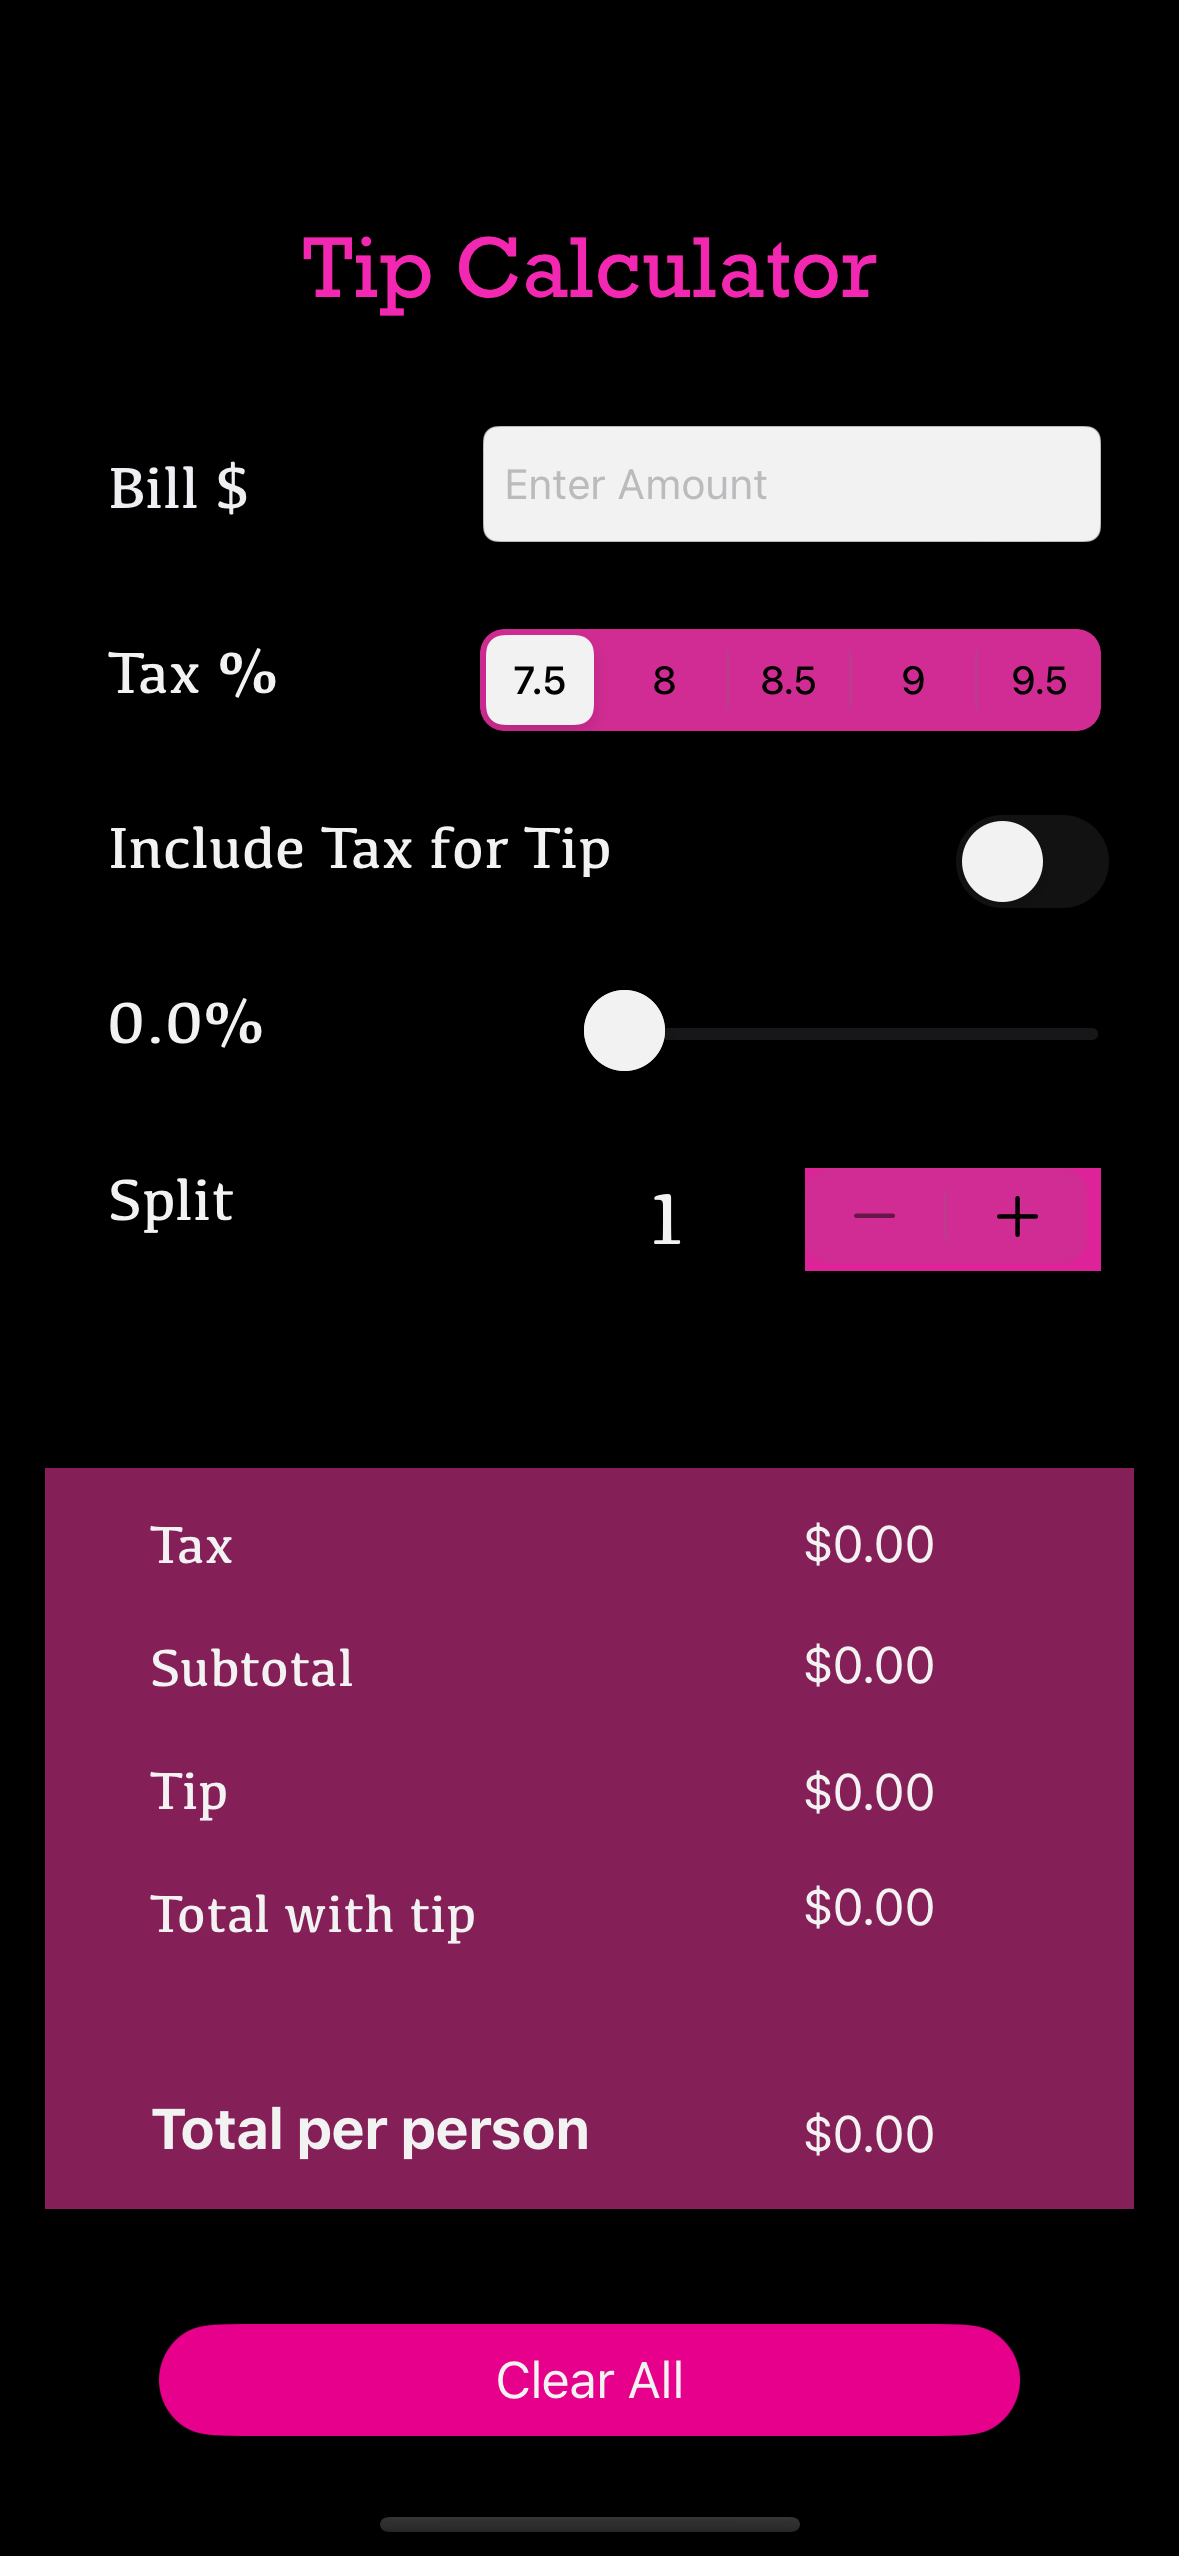 Tip Calculator
Bill $ Enter Amount
Tax % 7.5 8 8.5 9 9.5
Include Tax for Tip
0.0%
Split 1 − +
Tax $0.00
Subtotal $0.00
Tip $0.00
Total with tip $0.00
Total per person $0.00
Clear All